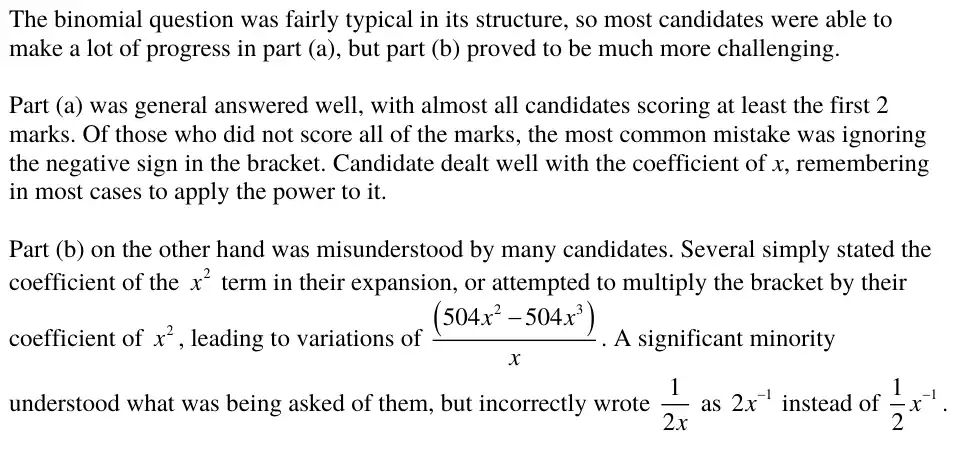 The binomial question was fairly typical in its structure, so most candidates were able to
make a lot of progress in part (a), but part (b) proved to be much more challenging.
Part (a) was general answered well, with almost all candidates scoring at least the first 2
marks. Of those who did not score all of the marks, the most common mistake was ignoring
the negative sign in the bracket. Candidate dealt well with the coefficient of x, remembering
in most cases to apply the power to it.
Part (b) on the other hand was misunderstood by many candidates. Several simply stated the
coefficient of the x² term in their expansion, or attempted to multiply the bracket by their
coefficient of x², leading to variations of (504x² – 504x³)/x. A significant minority
understood what was being asked of them, but incorrectly wrote 1/2x as 2x⁻¹ instead of 1/2 x⁻¹.